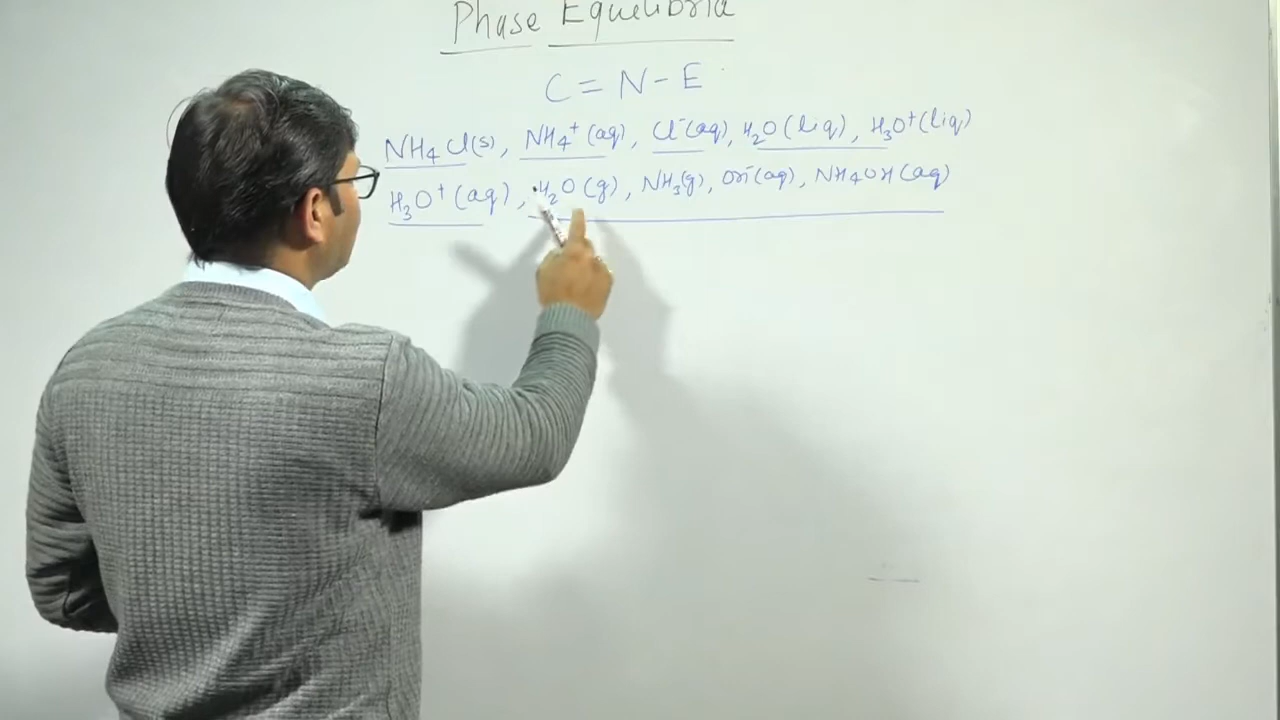 Phase Equilibria
C = N - E
NH₄Cl(s), NH₄⁺(aq), Cl⁻(aq), H₂O(liq), H₃O⁺(liq)
H₃O⁺(aq), H₂O(g), NH₃(g), OH⁻(aq), NH₄OH(aq)